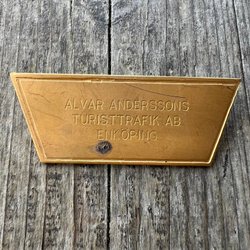 ALVAR ANDERSSONS
TURISTTRAFIK AB
ENKÖPING